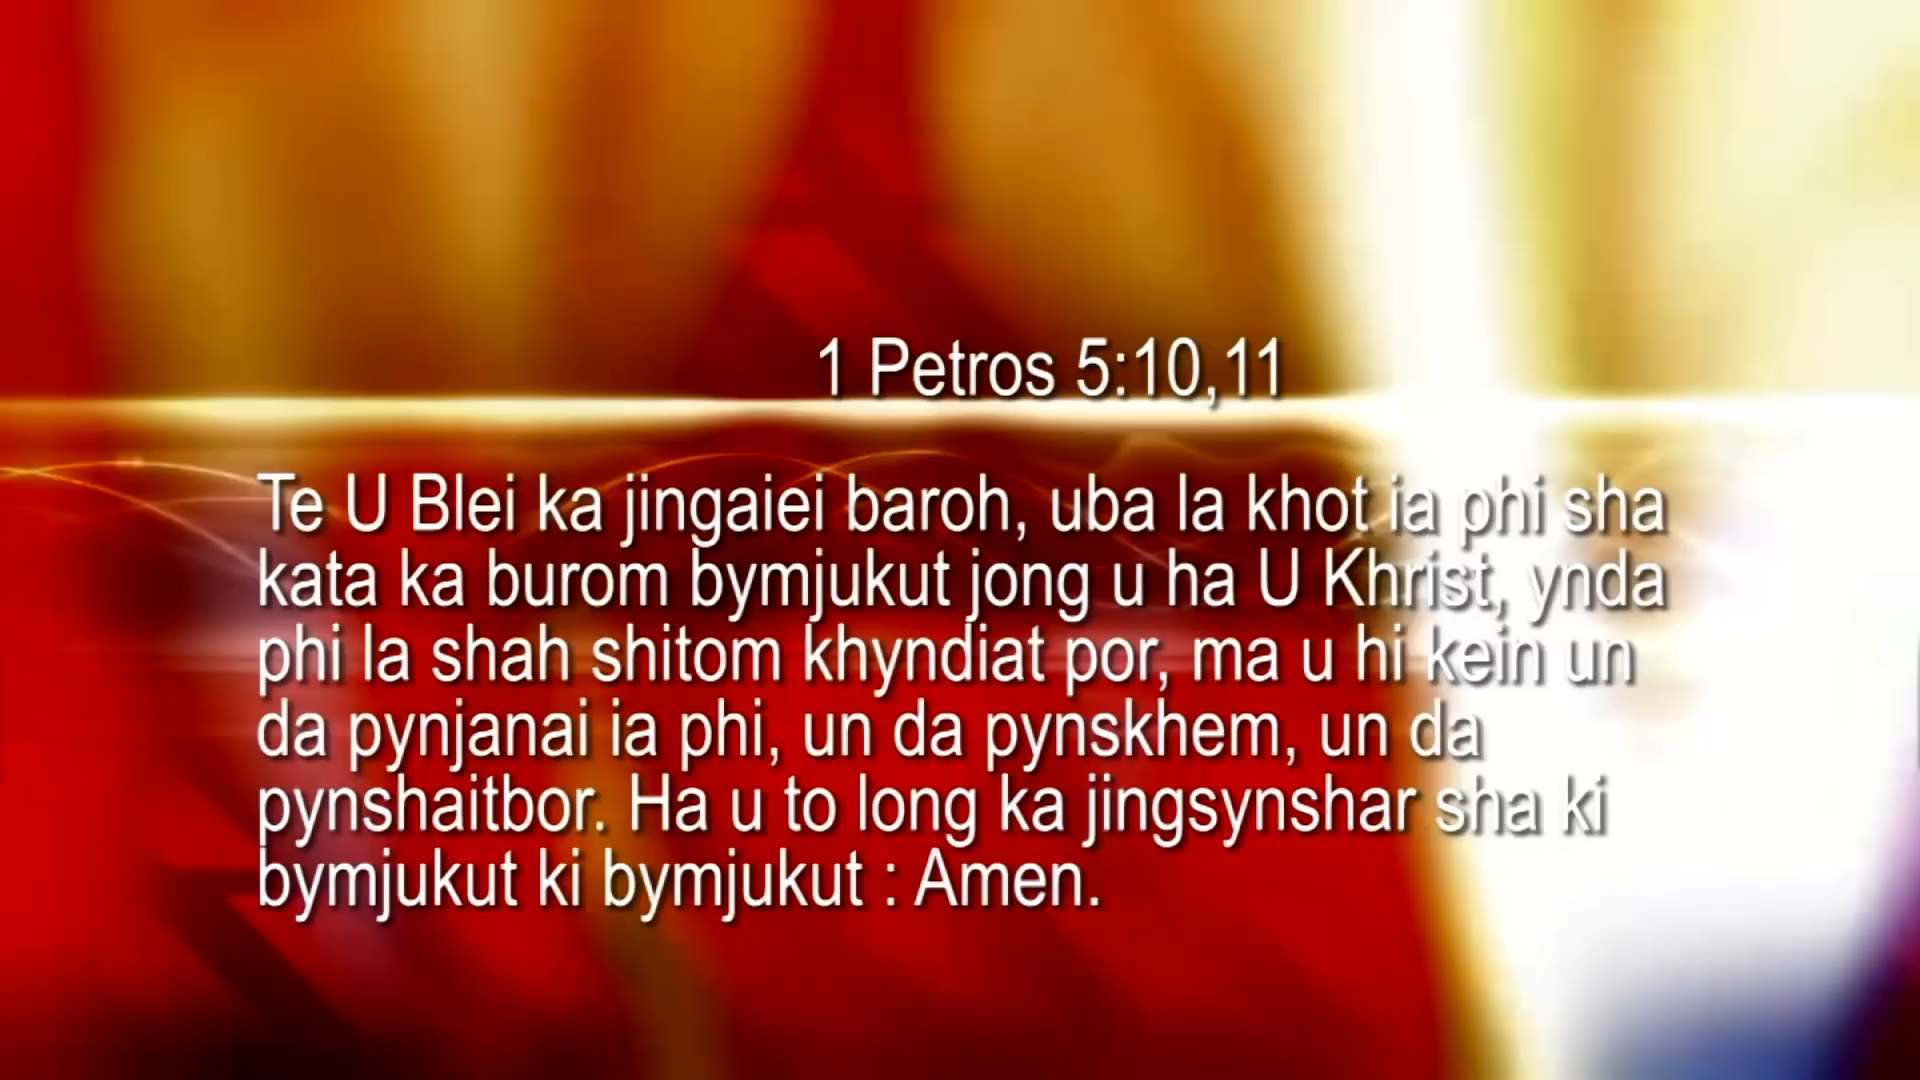 1 Petros 5:10,11
Te U Blei ka jingaiei baroh, uba la khot ia phi sha
kata ka burom bymjukut jong u ha U Khrist, ynda
phi la shah shitom khyndiat por, ma u hi kein un
da pynjanai ia phi, un da pynskhem, un da
pynshaitbor. Ha u to long ka jingsynshar sha ki
bymjukut ki bymjukut : Amen.